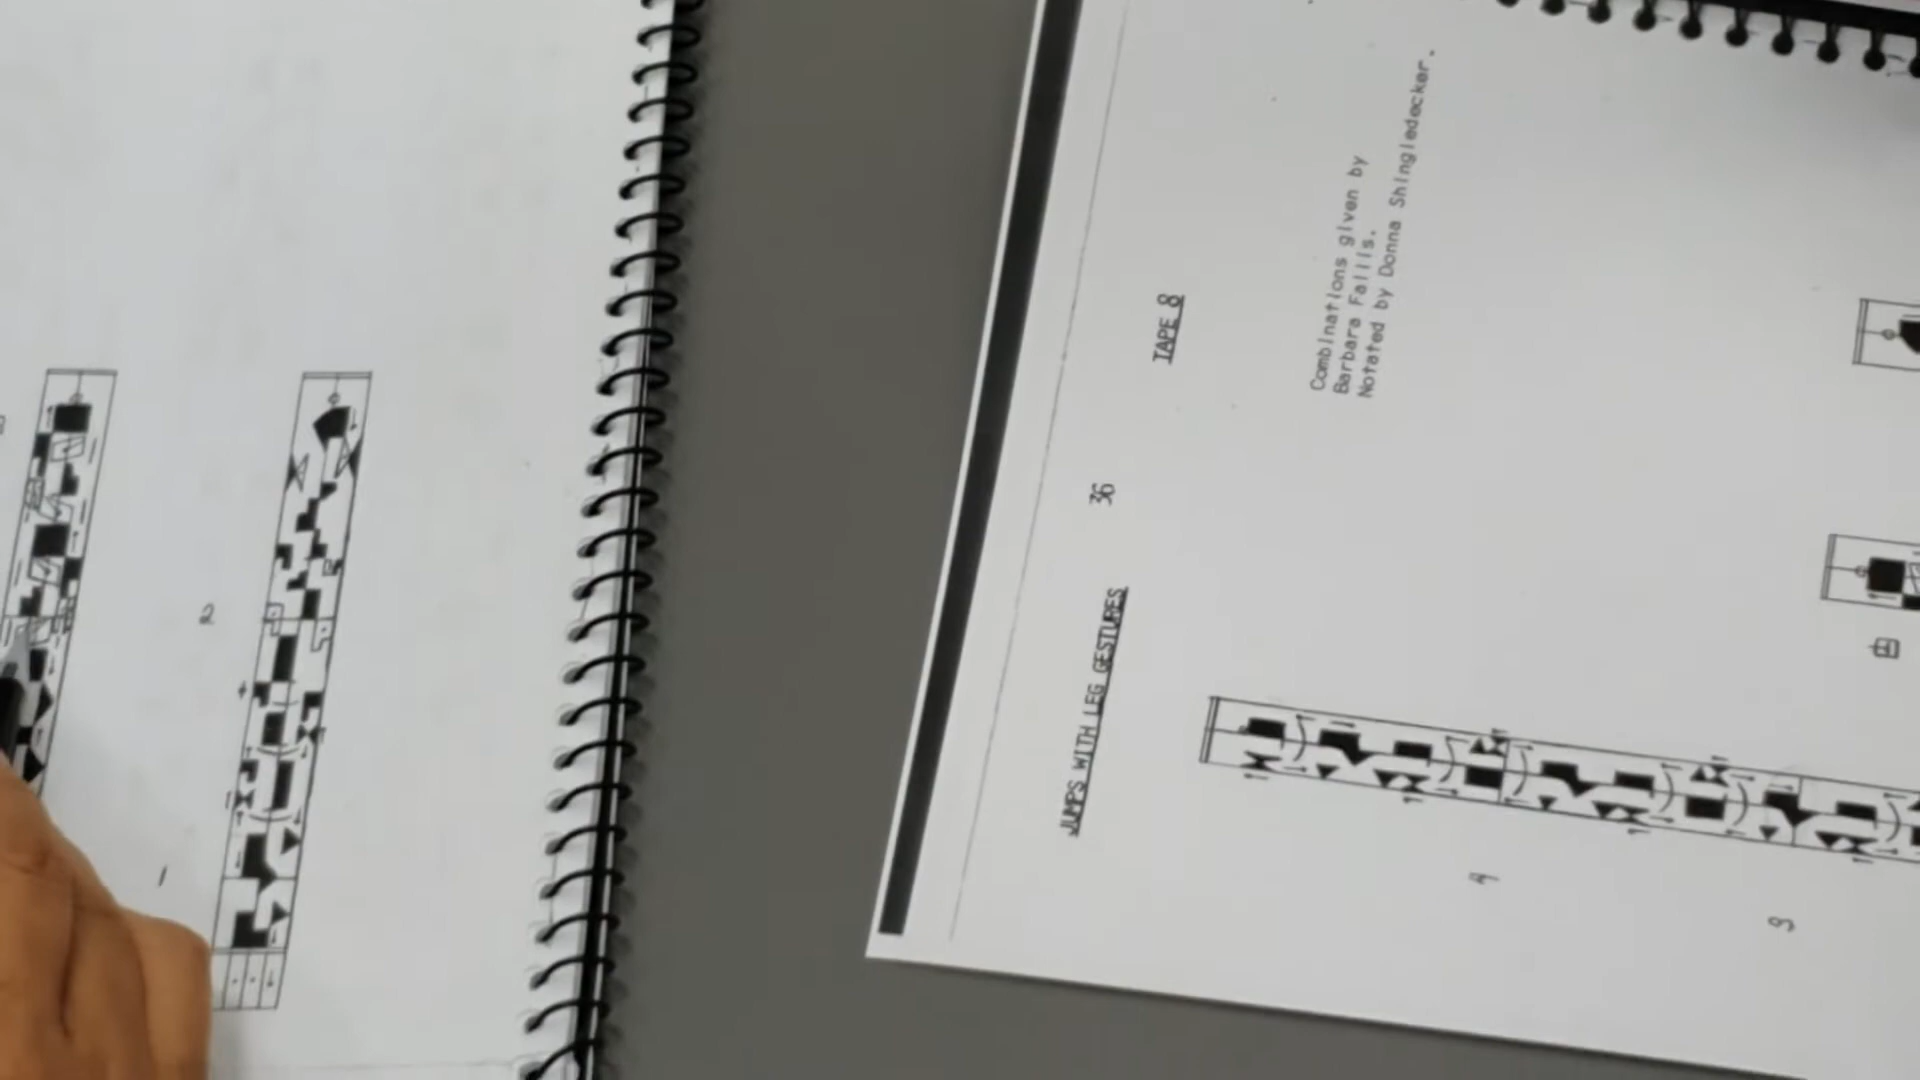 JUMPS WITH LEG GESTURES
36
TAPE 8
Combinations given by
Barbara Fallis.
Notated by Donna Shingledecker.
1
2
4
3